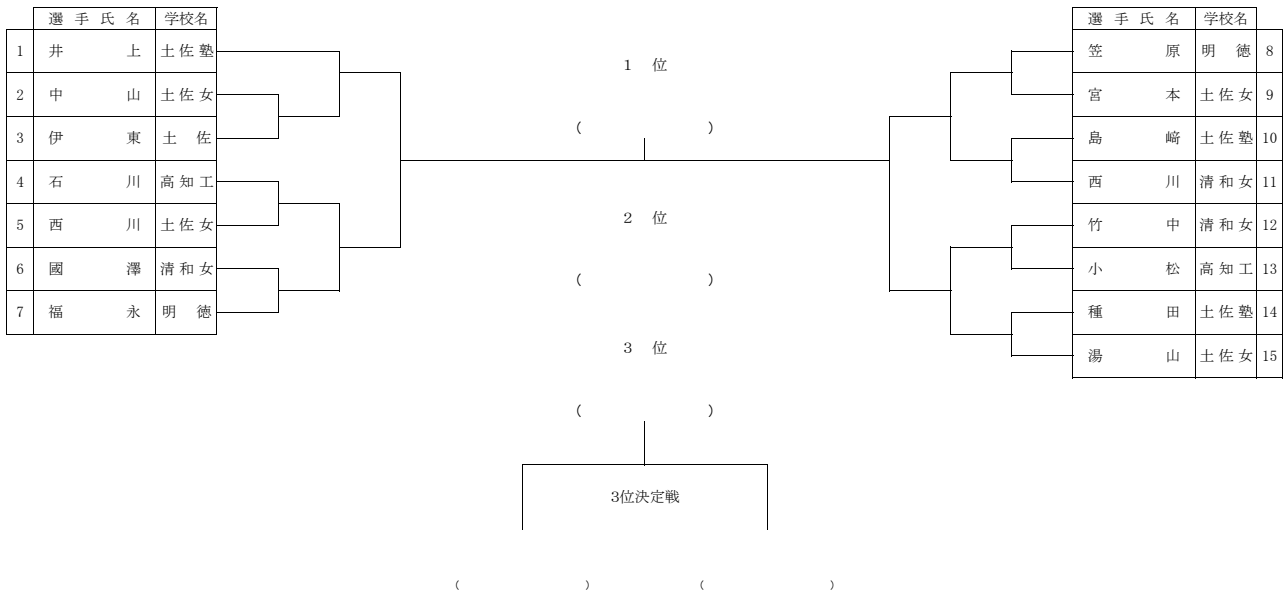 選手氏名 学校名
1 井上 土佐塾
2 中山 土佐女
3 伊東 土佐
4 石川 高知工
5 西川 土佐女
6 國澤 清和女
7 福永 明徳
1 位
( )
2 位
( )
3 位
( )
3位決定戦
( ) ( )
選手氏名 学校名
笠原 明徳 8
宮本 土佐女 9
島﨑 土佐塾 10
西川 清和女 11
竹中 清和女 12
小松 高知工 13
種田 土佐塾 14
湯山 土佐女 15